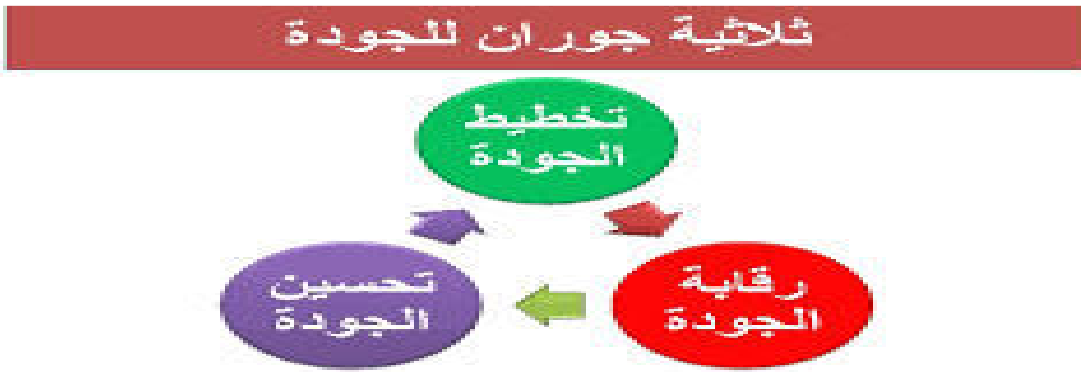 ثلاثية جوران للجودة
تخطيط
الجودة
رقابة
الجودة
تحسين
الجودة